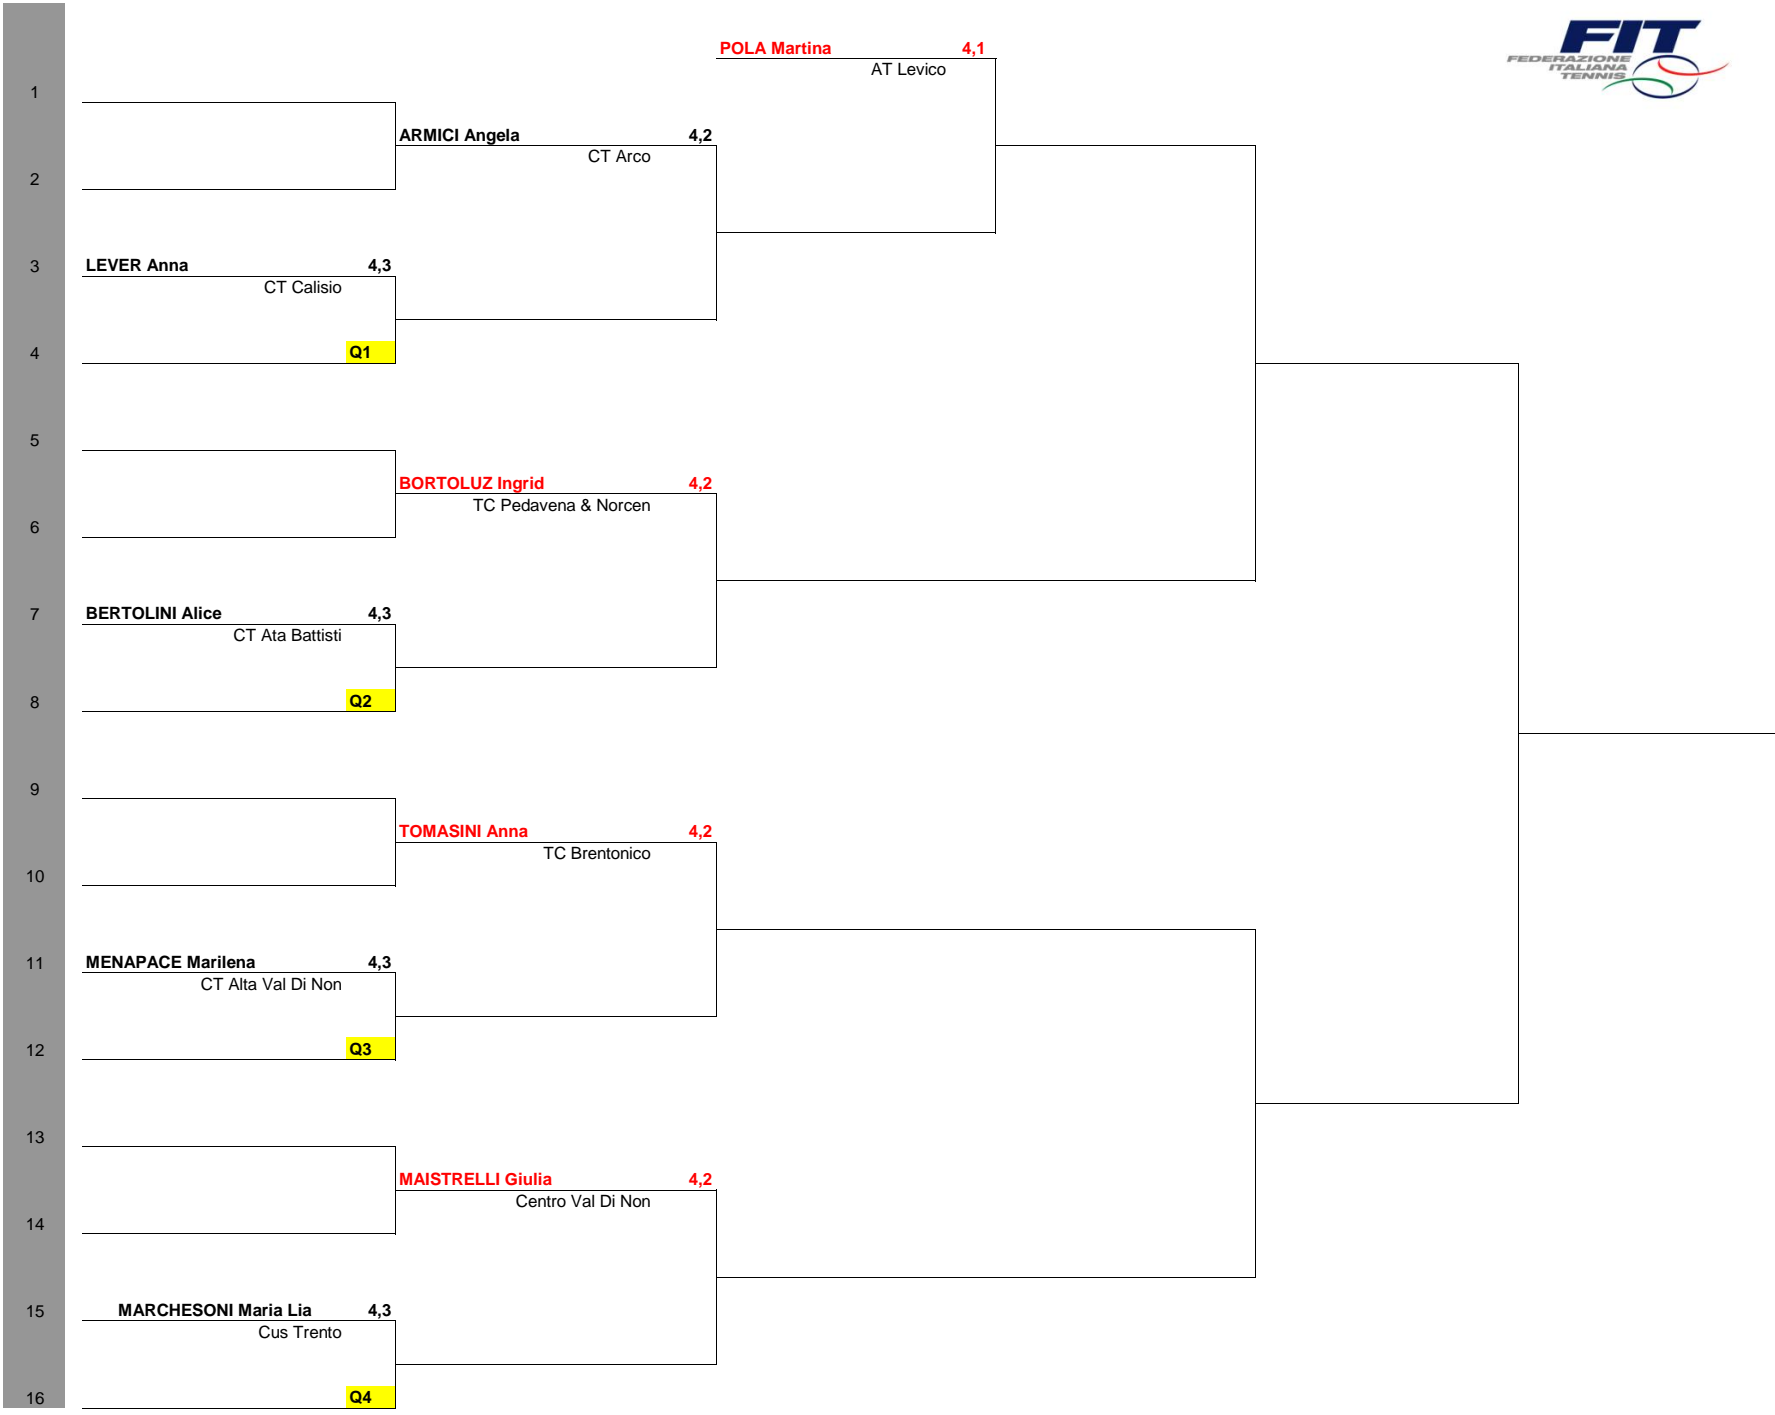 POLA Martina 4,1
AT Levico
FIT
FEDERAZIONE
ITALIANA
TENNIS
1
ARMICI Angela 4,2
CT Arco
2
3 LEVER Anna 4,3
CT Calisio
4 Q1
5
BORTOLUZ Ingrid 4,2
TC Pedavena & Norcen
6
7 BERTOLINI Alice 4,3
CT Ata Battisti
8 Q2
9
TOMASINI Anna 4,2
TC Brentonico
10
11 MENAPACE Marilena 4,3
CT Alta Val Di Non
12 Q3
13
MAISTRELLI Giulia 4,2
Centro Val Di Non
14
15 MARCHESONI Maria Lia 4,3
Cus Trento
16 Q4